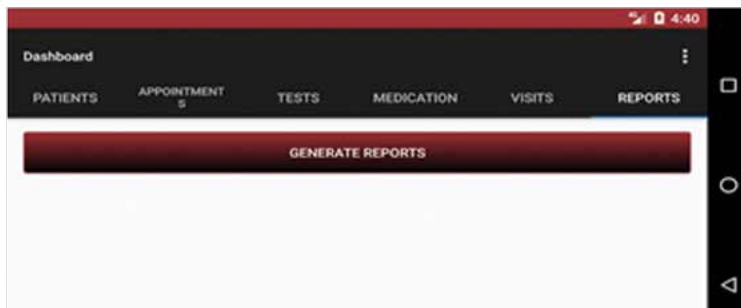 4:40
Dashboard
PATIENTS
APPOINTMENT
S
TESTS
MEDICATION
VISITS
REPORTS
GENERATE REPORTS